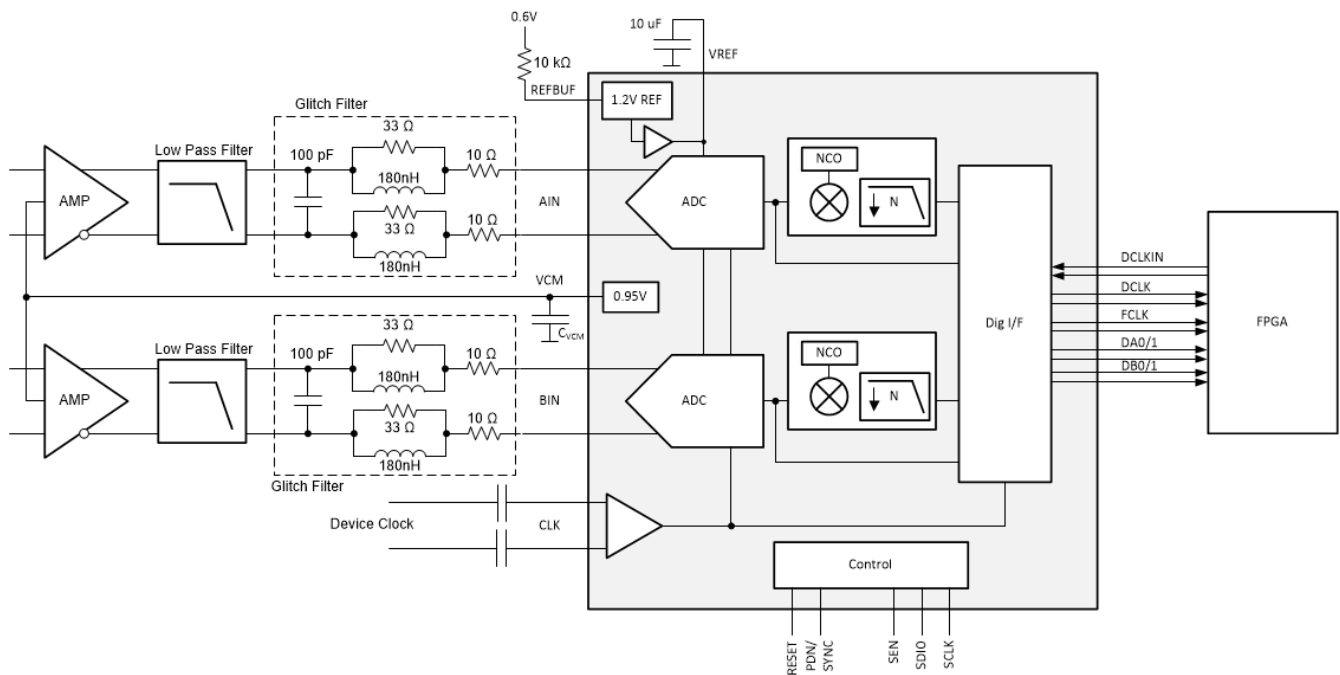 0.6V
10 uF
VREF
10 kΩ
REFBUF
1.2V REF
Glitch Filter
33 Ω
Low Pass Filter
100 pF
10 Ω
180nH
AMP
33 Ω
10 Ω
180nH
AIN
ADC
NCO
N
VCM
0.95V
CVCM
Dig I/F
DCLKIN
DCLK
FCLK
DA0/1
DB0/1
FPGA
33 Ω
Low Pass Filter
100 pF
10 Ω
180nH
AMP
33 Ω
10 Ω
180nH
BIN
ADC
NCO
N
Glitch Filter
Device Clock
CLK
Control
RESET
PDN/
SYNC
SEN
SDIO
SCLK